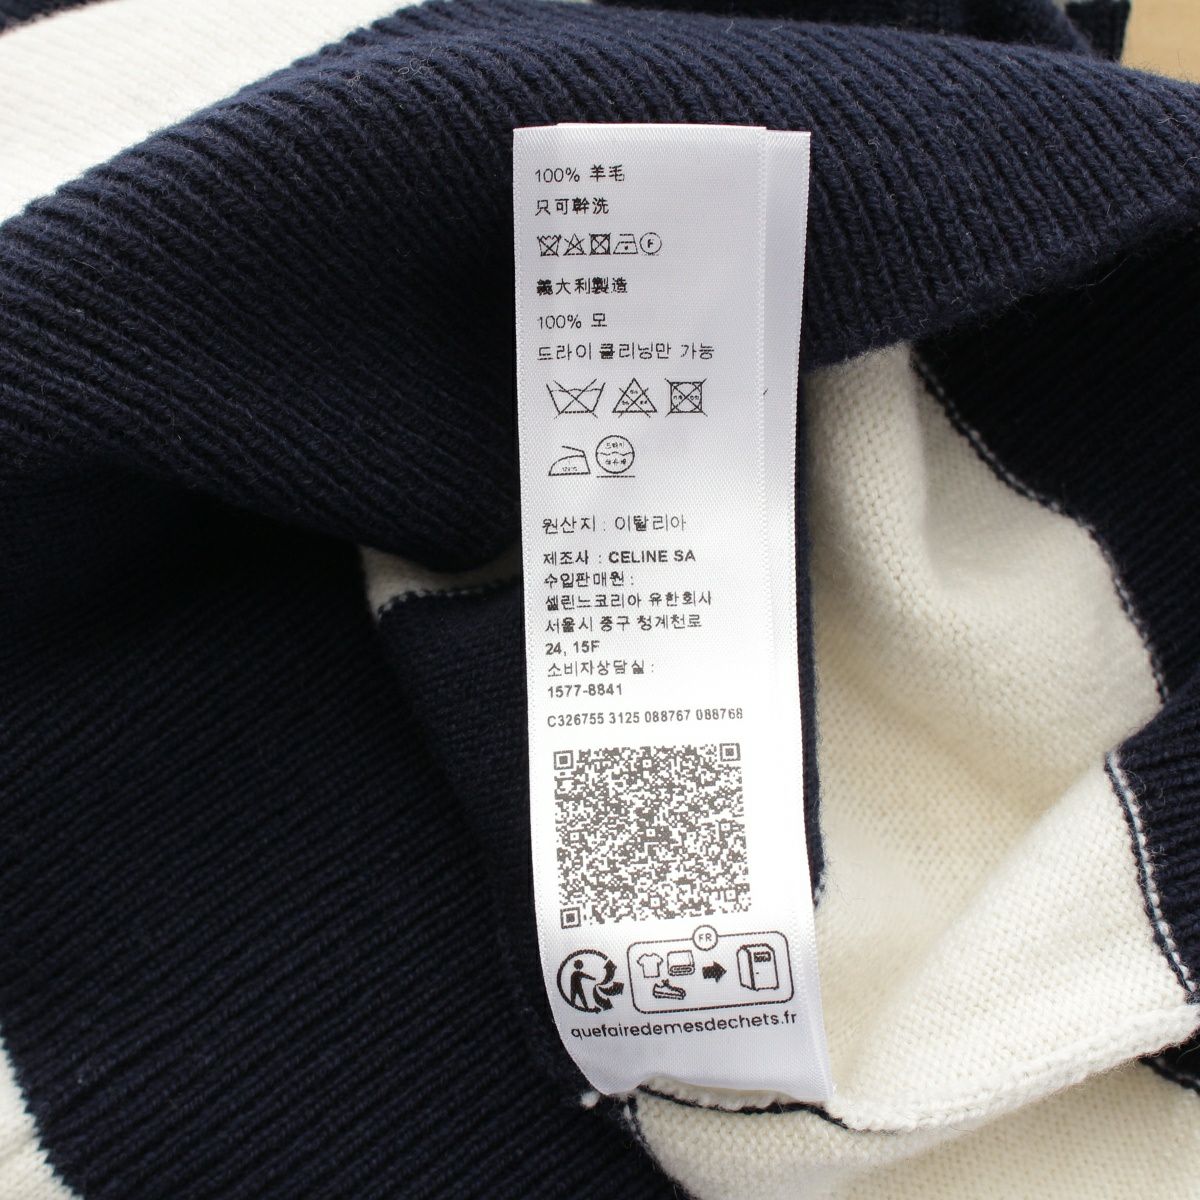 100% 羊毛
只可幹洗
F
義大利製造
100% 모
드라이 클리닝만 가능
원산지 : 이탈리아
제조사 : CELINE SA
수입판매원 :
셀린느코리아 유한회사
서울시 중구 청계천로
24, 15F
소비자상담실 :
1577-8841
C326755 3125 088767 088768
FR
quefairedemesdechets.fr